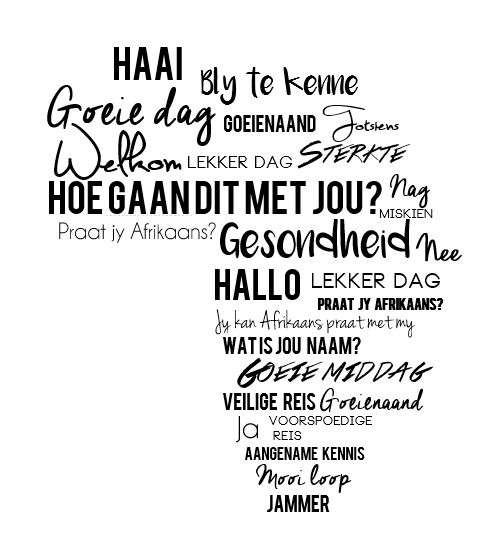 HAAI
Bly te kenne
Goeie dag
GOEIENAAND
Totsiens
Welkom
LEKKER DAG
STERKTE
HOE GAAN DIT MET JOU?
Nag
MISKIEN
Praat jy Afrikaans?
Gesondheid
Nee
HALLO
LEKKER DAG
PRAAT JY AFRIKAANS?
Jy kan Afrikaans praat met my
WAT IS JOU NAAM?
GOEIE MIDDAG
VEILIGE REIS
Goeienaand
Ja
VOORSPOEDIGE
REIS
AANGENAME KENNIS
Mooi loop
JAMMER